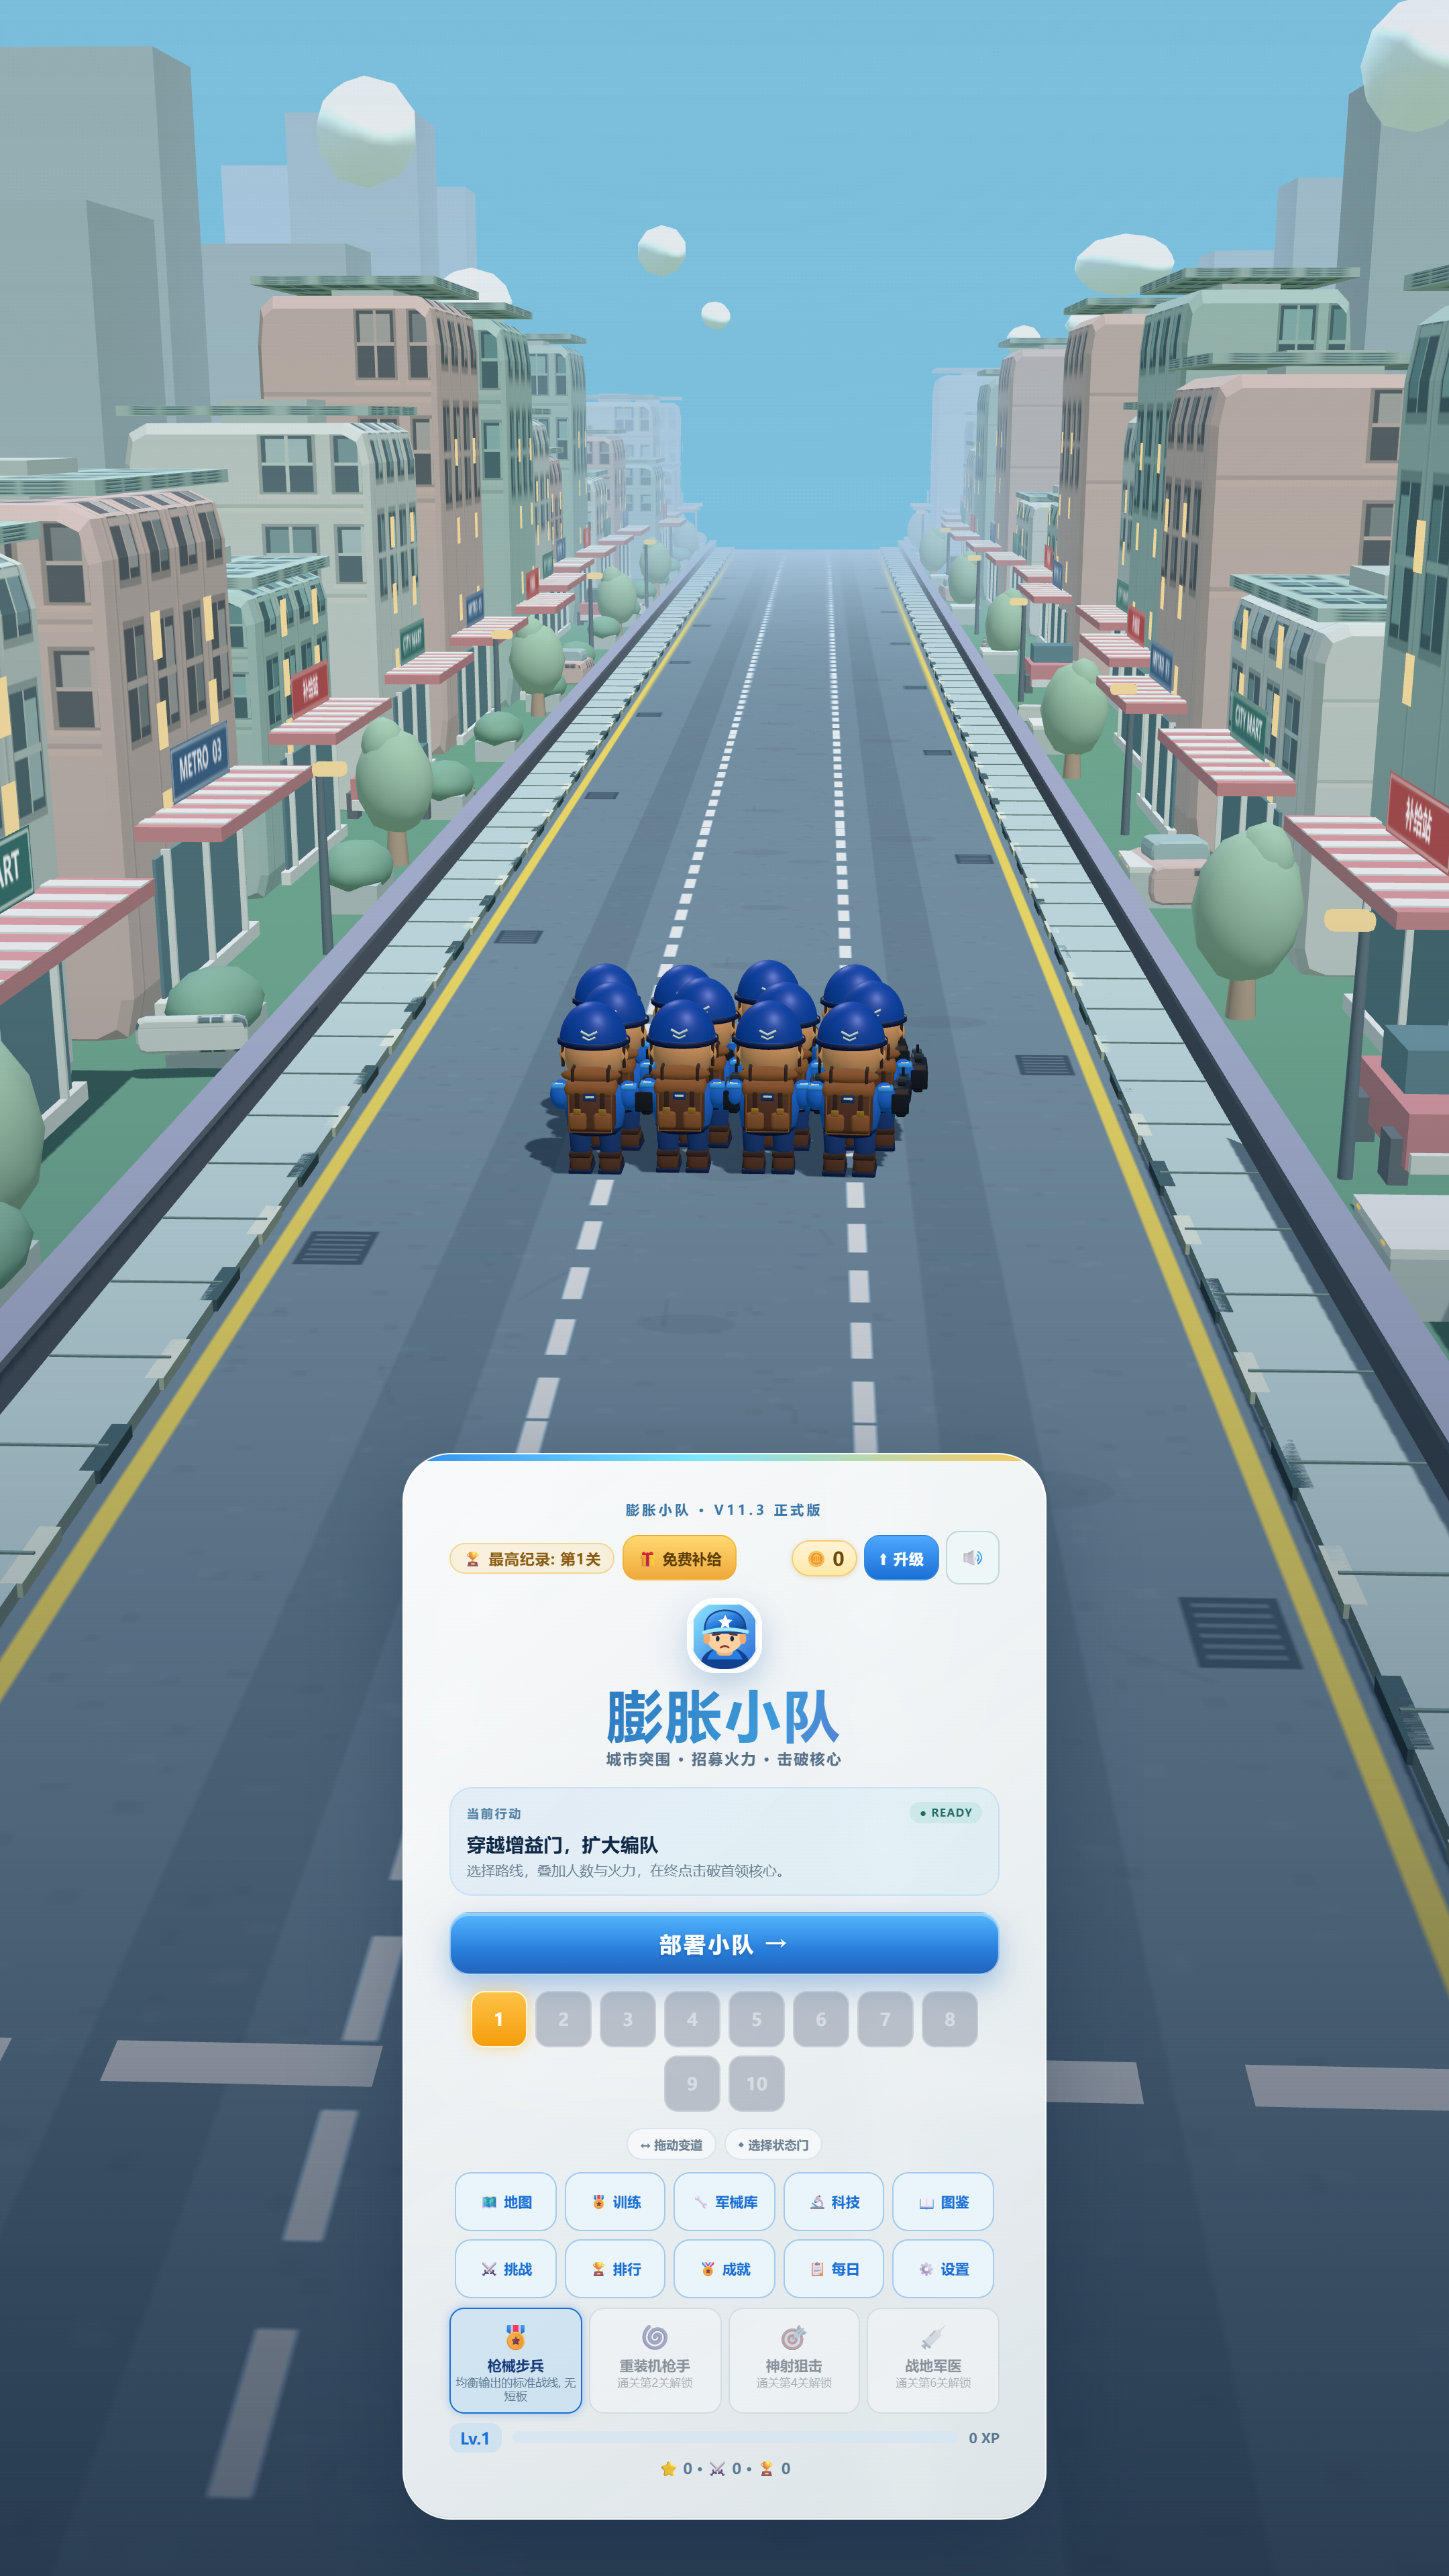 补给站
METRO 03
CITY MART
METRO 03
CITY MART
补给站
ART
膨胀小队 • V11.3 正式版
最高纪录: 第1关
免费补给
0
⬆ 升级
膨胀小队
城市突围 • 招募火力 • 击破核心
当前行动
● READY
穿越增益门，扩大编队
选择路线，叠加人数与火力，在终点击破首领核心。
部署小队 →
1 2 3 4 5 6 7 8
9 10
↔ 拖动变道
⌖ 选择状态门
地图 训练 军械库 科技 图鉴
挑战 排行 成就 每日 设置
枪械步兵
均衡输出的标准战线, 无
短板
重装机枪手
通关第2关解锁
神射狙击
通关第4关解锁
战地军医
通关第6关解锁
Lv.1
0 XP
0 • 0 • 0